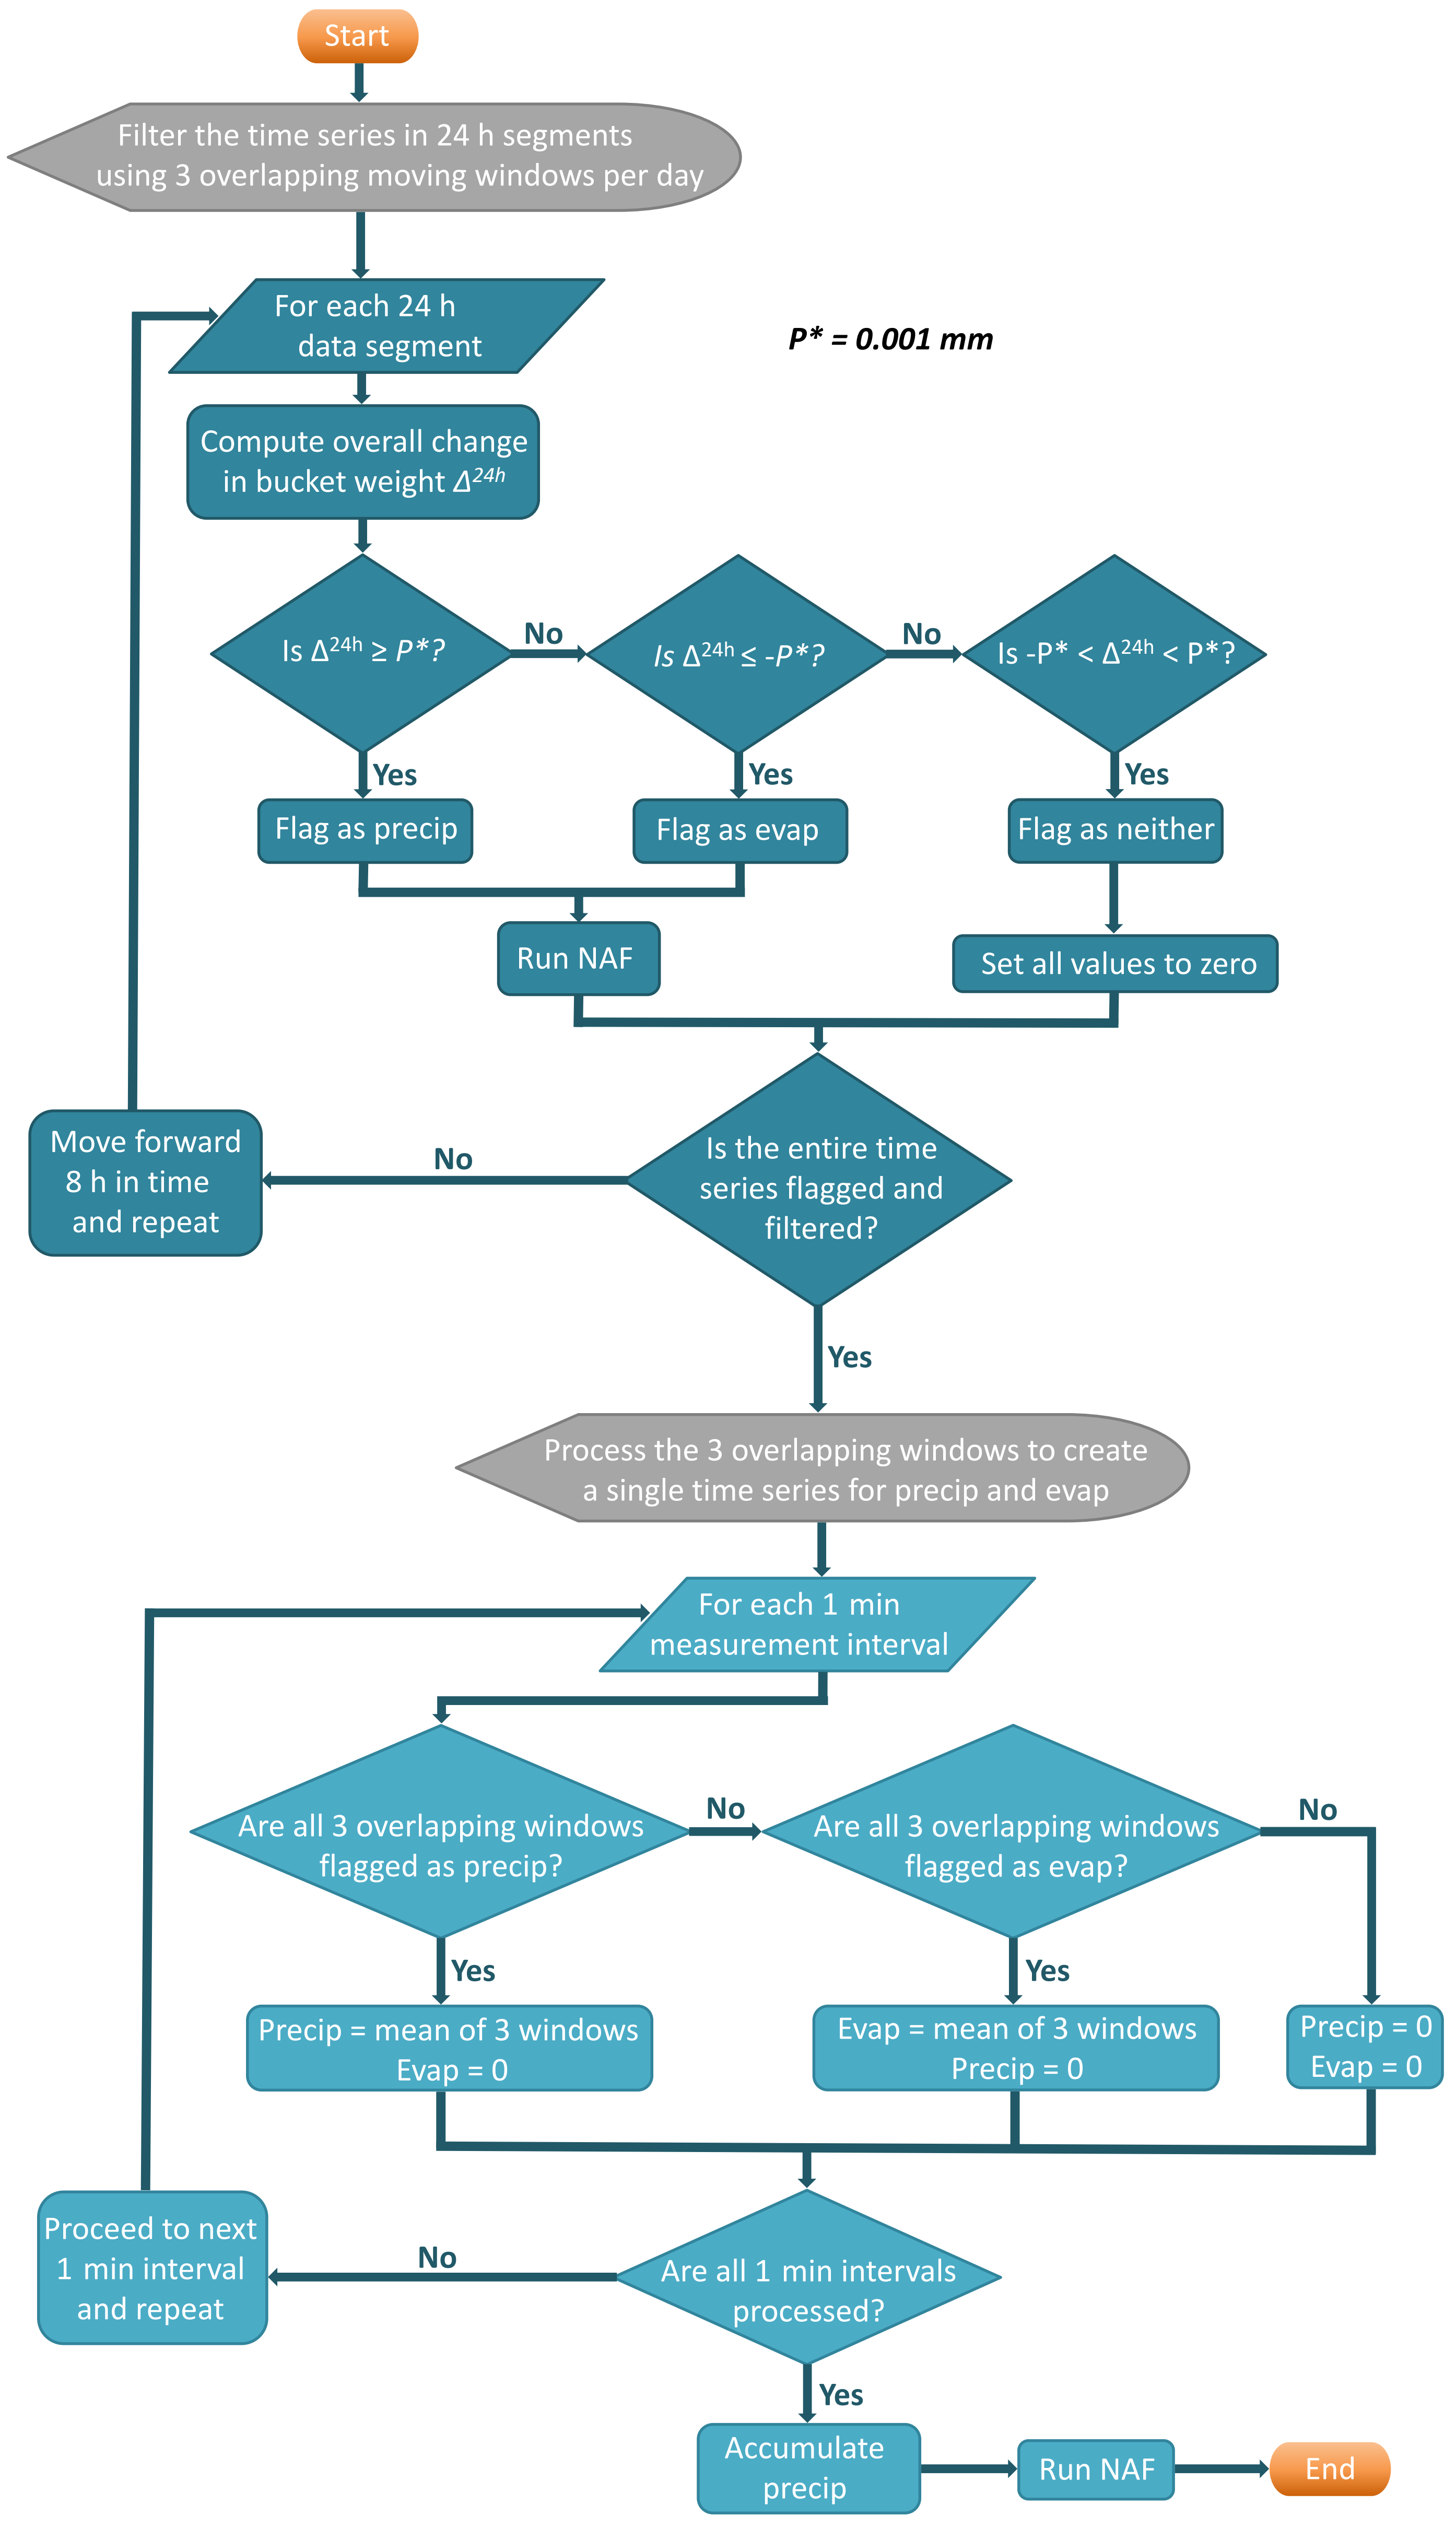 Start
Filter the time series in 24 h segments
using 3 overlapping moving windows per day
For each 24 h
data segment
P* = 0.001 mm
Compute overall change
in bucket weight Δ²⁴ʰ
Is Δ²⁴ʰ ≥ P*?
No
Is Δ²⁴ʰ ≤ -P*?
No
Is -P* < Δ²⁴ʰ < P*?
Yes
Yes
Yes
Flag as precip
Flag as evap
Flag as neither
Run NAF
Set all values to zero
Is the entire time
series flagged and
filtered?
No
Move forward
8 h in time
and repeat
Yes
Process the 3 overlapping windows to create
a single time series for precip and evap
For each 1 min
measurement interval
Are all 3 overlapping windows
flagged as precip?
No
Are all 3 overlapping windows
flagged as evap?
No
Yes
Yes
Precip = mean of 3 windows
Evap = 0
Evap = mean of 3 windows
Precip = 0
Precip = 0
Evap = 0
Are all 1 min intervals
processed?
No
Proceed to next
1 min interval
and repeat
Yes
Accumulate
precip
Run NAF
End